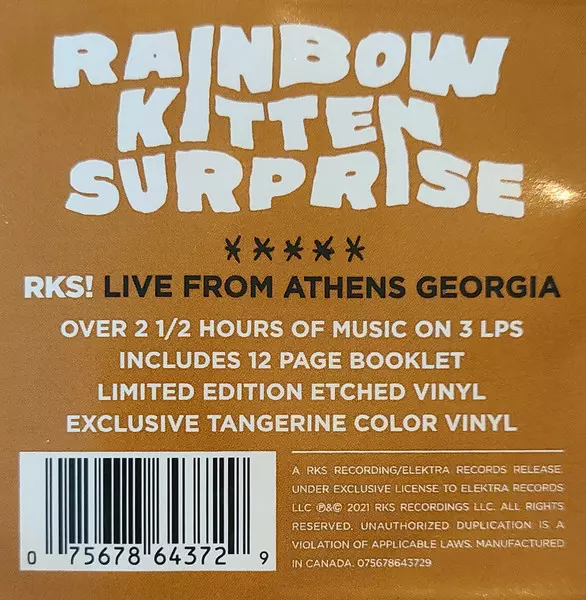 RAINBOW
KITTEN
SURPRISE
RKS! LIVE FROM ATHENS GEORGIA
OVER 2 1/2 HOURS OF MUSIC ON 3 LPS
INCLUDES 12 PAGE BOOKLET
LIMITED EDITION ETCHED VINYL
EXCLUSIVE TANGERINE COLOR VINYL
0 75678 64372 9
A RKS RECORDING/ELEKTRA RECORDS RELEASE.
UNDER EXCLUSIVE LICENSE TO ELEKTRA RECORDS
LLC ℗&© 2021 RKS RECORDINGS LLC. ALL RIGHTS
RESERVED. UNAUTHORIZED DUPLICATION IS A
VIOLATION OF APPLICABLE LAWS. MANUFACTURED
IN CANADA. 075678643729